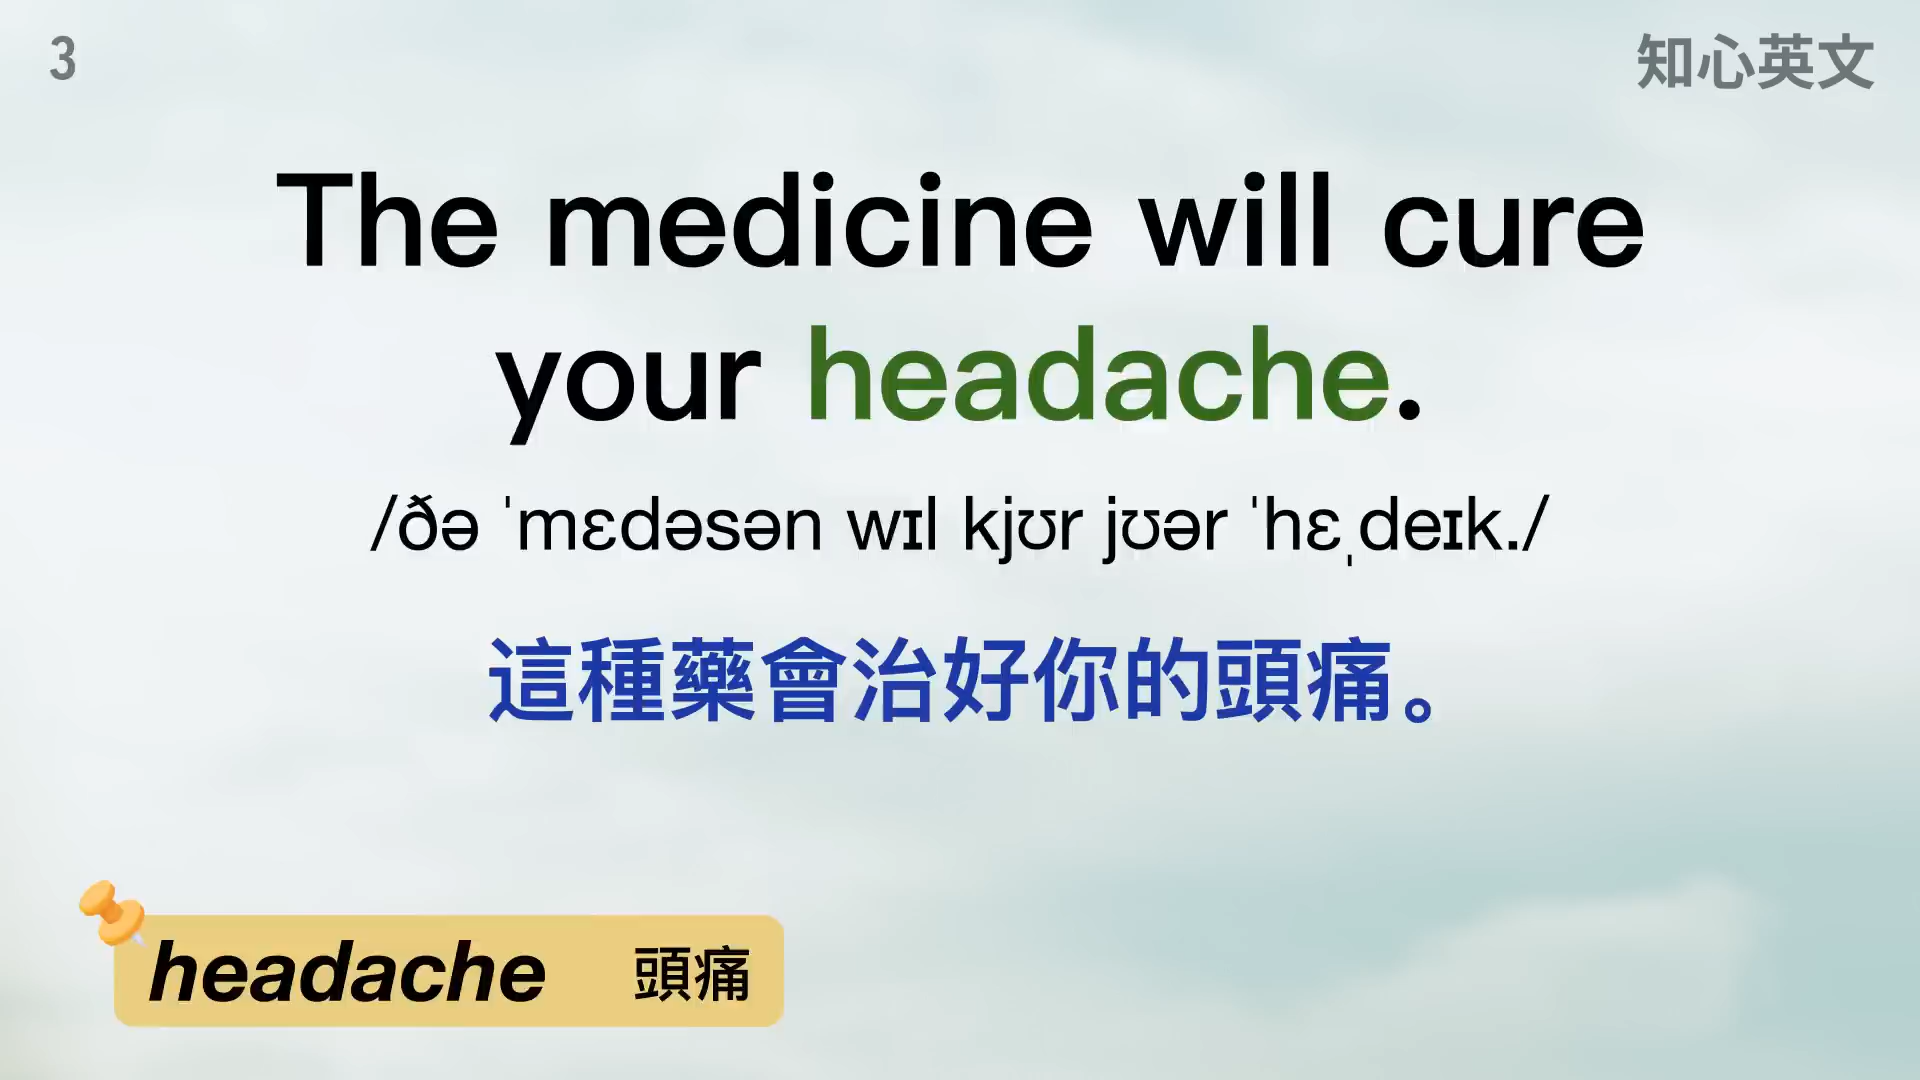 3
知心英文
The medicine will cure
your headache.
/ðə ˈmɛdəsən wɪl kjʊr jʊər ˈhɛˌdeɪk./
這種藥會治好你的頭痛。
headache 頭痛